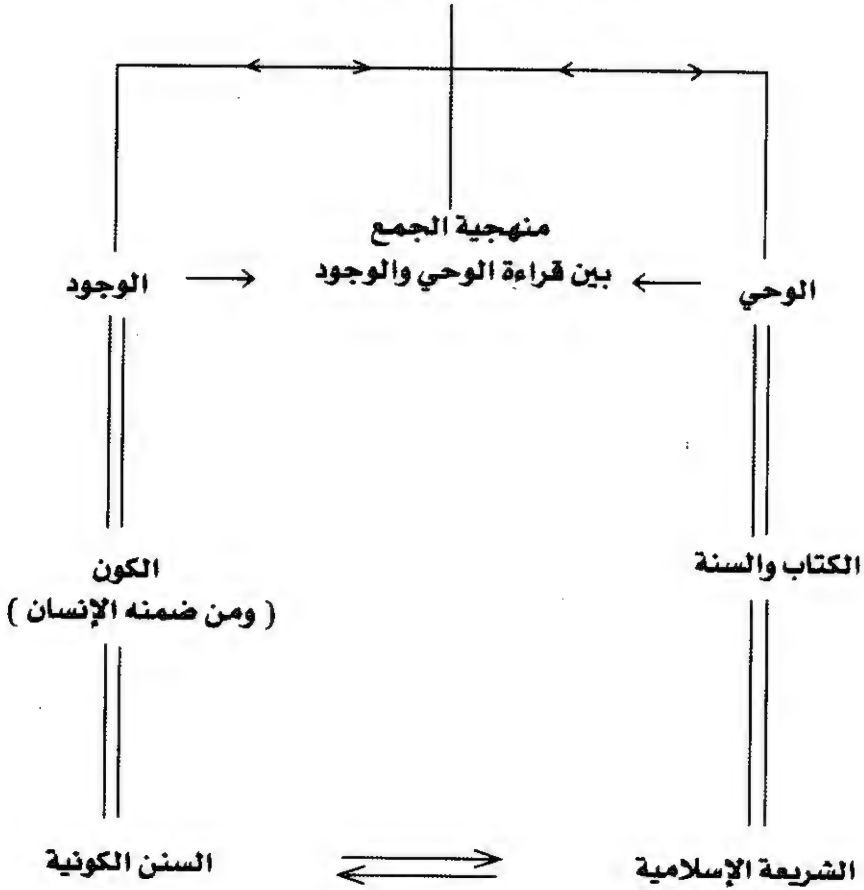 منهجية الجمع
بين قراءة الوحي والوجود
الوحي
الوجود
الكتاب والسنة
الكون
( ومن ضمنه الإنسان )
الشريعة الإسلامية
السنن الكونية